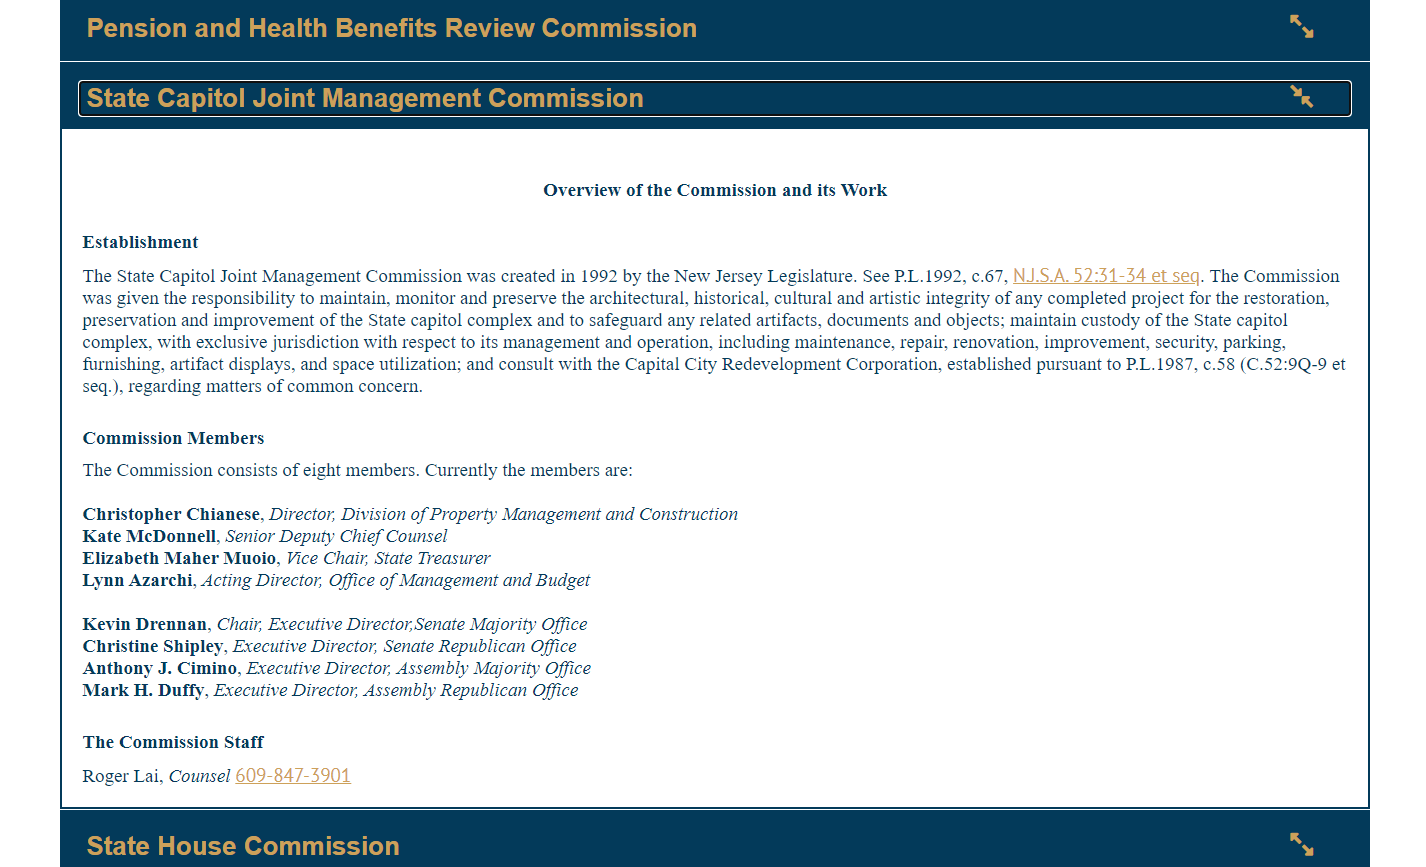 Pension and Health Benefits Review Commission
State Capitol Joint Management Commission
Overview of the Commission and its Work
Establishment
The State Capitol Joint Management Commission was created in 1992 by the New Jersey Legislature. See P.L.1992, c.67, N.J.S.A. 52:31-34 et seq. The Commission
was given the responsibility to maintain, monitor and preserve the architectural, historical, cultural and artistic integrity of any completed project for the restoration,
preservation and improvement of the State capitol complex and to safeguard any related artifacts, documents and objects; maintain custody of the State capitol
complex, with exclusive jurisdiction with respect to its management and operation, including maintenance, repair, renovation, improvement, security, parking,
furnishing, artifact displays, and space utilization; and consult with the Capital City Redevelopment Corporation, established pursuant to P.L.1987, c.58 (C.52:9Q-9 et
seq.), regarding matters of common concern.
Commission Members
The Commission consists of eight members. Currently the members are:
Christopher Chianese, Director, Division of Property Management and Construction
Kate McDonnell, Senior Deputy Chief Counsel
Elizabeth Maher Muoio, Vice Chair, State Treasurer
Lynn Azarchi, Acting Director, Office of Management and Budget
Kevin Drennan, Chair, Executive Director,Senate Majority Office
Christine Shipley, Executive Director, Senate Republican Office
Anthony J. Cimino, Executive Director, Assembly Majority Office
Mark H. Duffy, Executive Director, Assembly Republican Office
The Commission Staff
Roger Lai, Counsel 609-847-3901
State House Commission